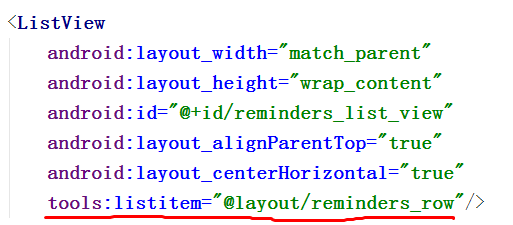 <ListView
android:layout_width="match_parent"
android:layout_height="wrap_content"
android:id="@+id/reminders_list_view"
android:layout_alignParentTop="true"
android:layout_centerHorizontal="true"
tools:listitem="@layout/reminders_row"/>